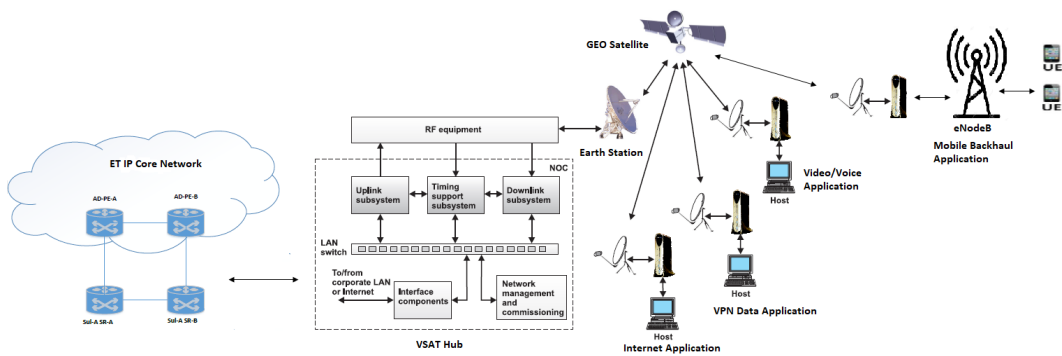 GEO Satellite
UE
UE
eNodeB
Mobile Backhaul
Application
RF equipment
Earth Station
ET IP Core Network
NOC
Uplink
subsystem
Timing
support
subsystem
Downlink
subsystem
Video/Voice
Application
Host
AD-PE-A
AD-PE-B
LAN
switch
To/from
corporate LAN
or Internet
Interface
components
Network
management
and
commissioning
Host
VPN Data Application
Sul-A SR-A
Sul-A SR-B
Host
VSAT Hub
Internet Application